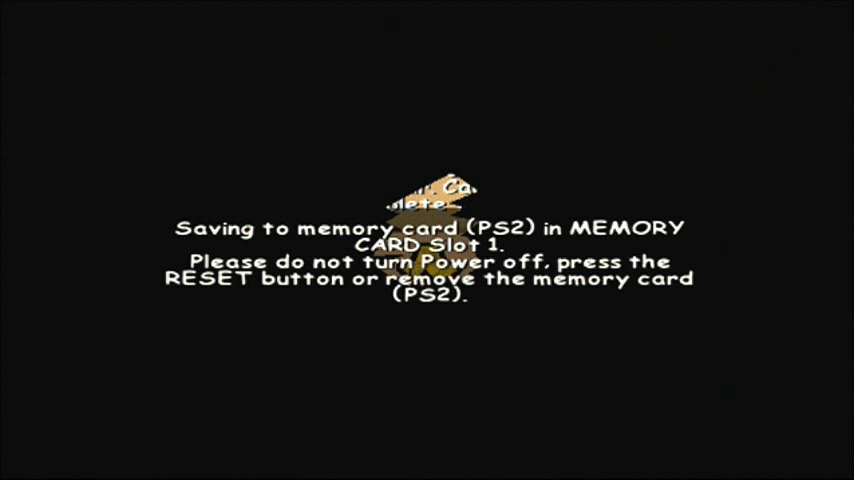 Saving to memory card (PS2) in MEMORY
CARD Slot 1.
Please do not turn Power off, press the
RESET button or remove the memory card
(PS2).